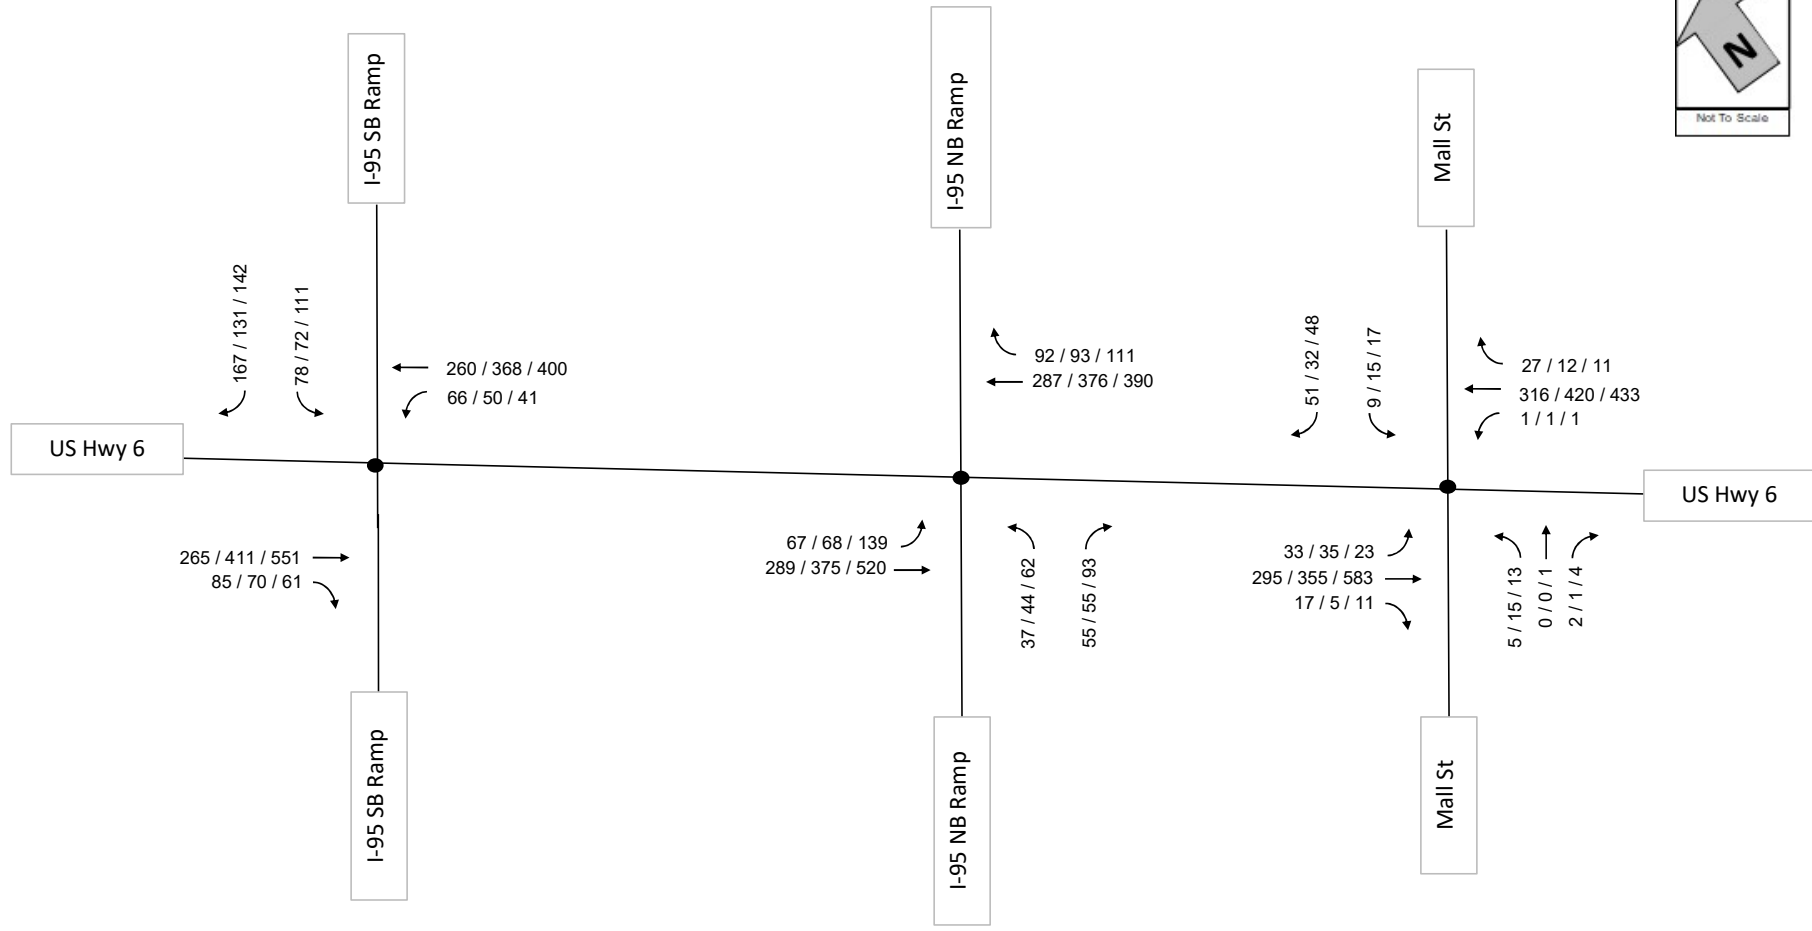 N
Not To Scale
I-95 SB Ramp
I-95 NB Ramp
Mall St
167 / 131 / 142
78 / 72 / 111
260 / 368 / 400
66 / 50 / 41
92 / 93 / 111
287 / 376 / 390
51 / 32 / 48
9 / 15 / 17
27 / 12 / 11
316 / 420 / 433
1 / 1 / 1
US Hwy 6
US Hwy 6
265 / 411 / 551
85 / 70 / 61
67 / 68 / 139
289 / 375 / 520
37 / 44 / 62
55 / 55 / 93
33 / 35 / 23
295 / 355 / 583
17 / 5 / 11
5 / 15 / 13
0 / 0 / 1
2 / 1 / 4
I-95 SB Ramp
I-95 NB Ramp
Mall St